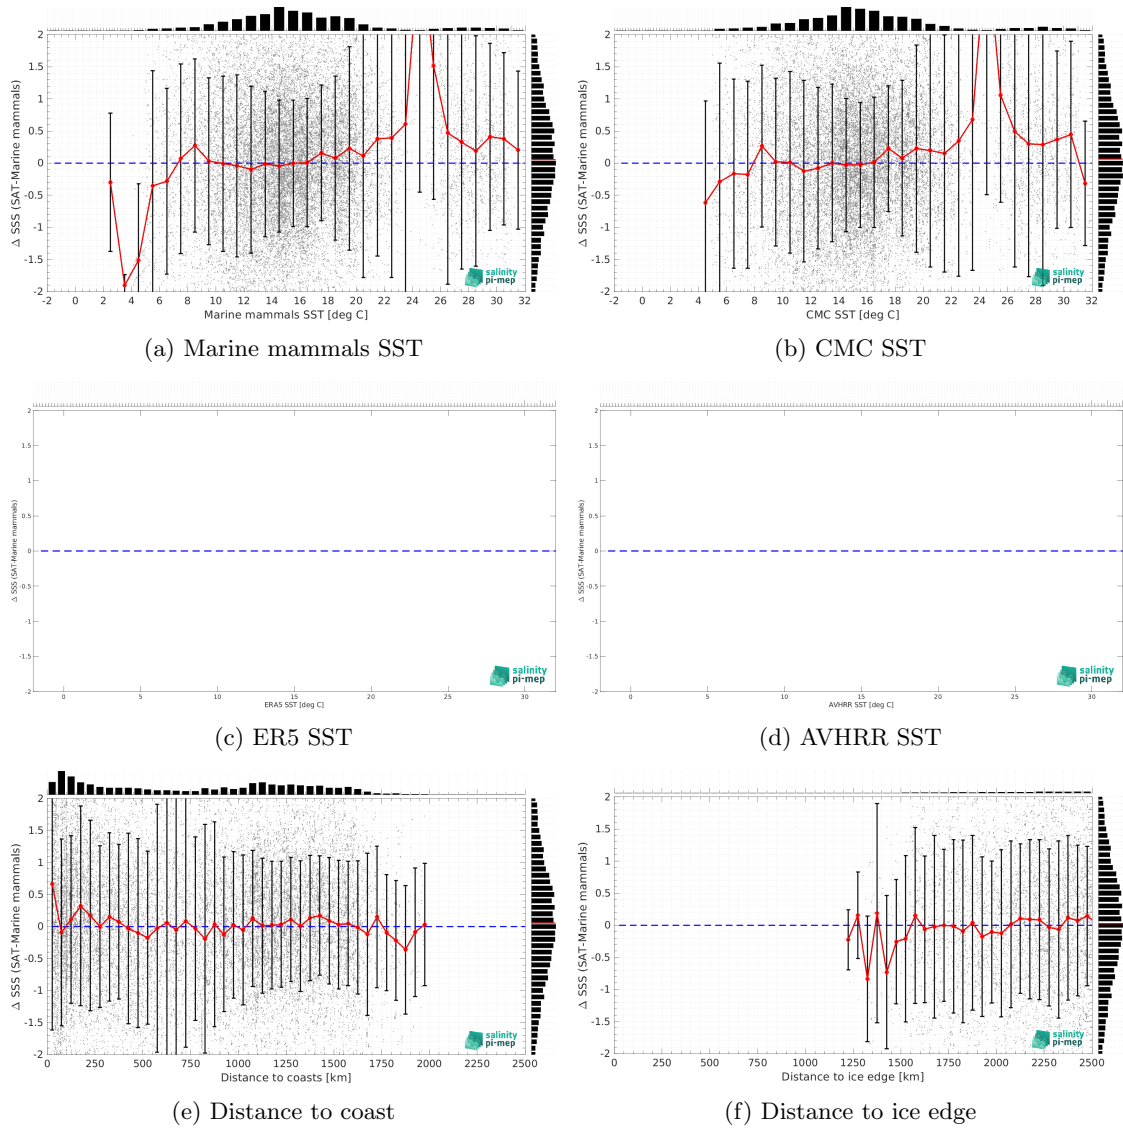 2
1.5
1
0.5
0
-0.5
-1
-1.5
-2
Δ SSS (SAT-Marine mammals)
salinity
pi-mep
-2 0 2 4 6 8 10 12 14 16 18 20 22 24 26 28 30 32
Marine mammals SST [deg C]
(a) Marine mammals SST
2
1.5
1
0.5
0
-0.5
-1
-1.5
-2
Δ SSS (SAT-Marine mammals)
salinity
pi-mep
-2 0 2 4 6 8 10 12 14 16 18 20 22 24 26 28 30 32
CMC SST [deg C]
(b) CMC SST
2
1.5
1
0.5
0
-0.5
-1
-1.5
-2
Δ SSS (SAT-Marine mammals)
salinity
pi-mep
0 5 10 15 20 25 30
ERA5 SST [deg C]
(c) ER5 SST
2
1.5
1
0.5
0
-0.5
-1
-1.5
-2
Δ SSS (SAT-Marine mammals)
salinity
pi-mep
0 5 10 15 20 25 30
AVHRR SST [deg C]
(d) AVHRR SST
2
1.5
1
0.5
0
-0.5
-1
-1.5
-2
Δ SSS (SAT-Marine mammals)
salinity
pi-mep
0 250 500 750 1000 1250 1500 1750 2000 2250 2500
Distance to coasts [km]
(e) Distance to coast
2
1.5
1
0.5
0
-0.5
-1
-1.5
-2
Δ SSS (SAT-Marine mammals)
salinity
pi-mep
0 250 500 750 1000 1250 1500 1750 2000 2250 2500
Distance to ice edge [km]
(f) Distance to ice edge